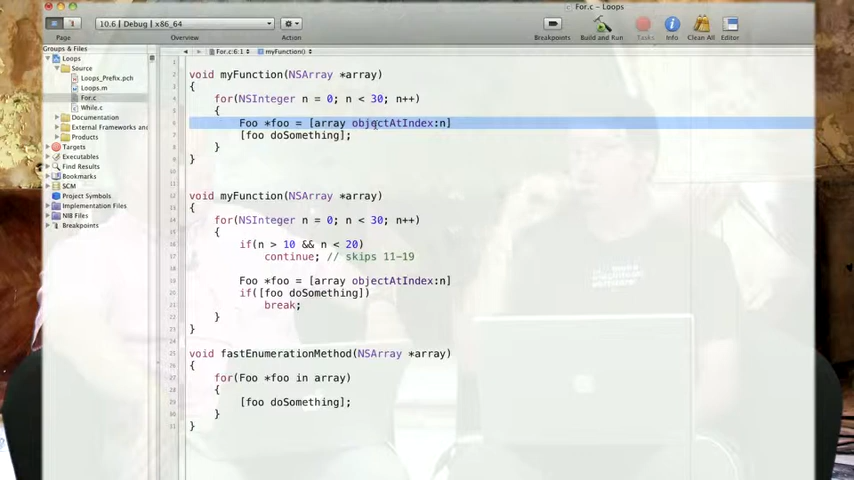 For.c - Loops
10.6 | Debug | x86_64
Page
Overview
Action
Breakpoints
Build and Run
Tasks
Info
Clean All
Editor
Groups & Files
For.c:6:1
myFunction()
Loops
Source
Loops_Prefix.pch
Loops.m
For.c
While.c
Documentation
External Frameworks and
Products
Targets
Executables
Find Results
Bookmarks
SCM
Project Symbols
Implementation Files
NIB Files
Breakpoints
void myFunction(NSArray *array)
{
for(NSInteger n = 0; n < 30; n++)
{
Foo *foo = [array objectAtIndex:n]
[foo doSomething];
}
}
void myFunction(NSArray *array)
{
for(NSInteger n = 0; n < 30; n++)
{
if(n > 10 && n < 20)
continue; // skips 11-19
Foo *foo = [array objectAtIndex:n]
if([foo doSomething])
break;
}
}
void fastEnumerationMethod(NSArray *array)
{
for(Foo *foo in array)
{
[foo doSomething];
}
}